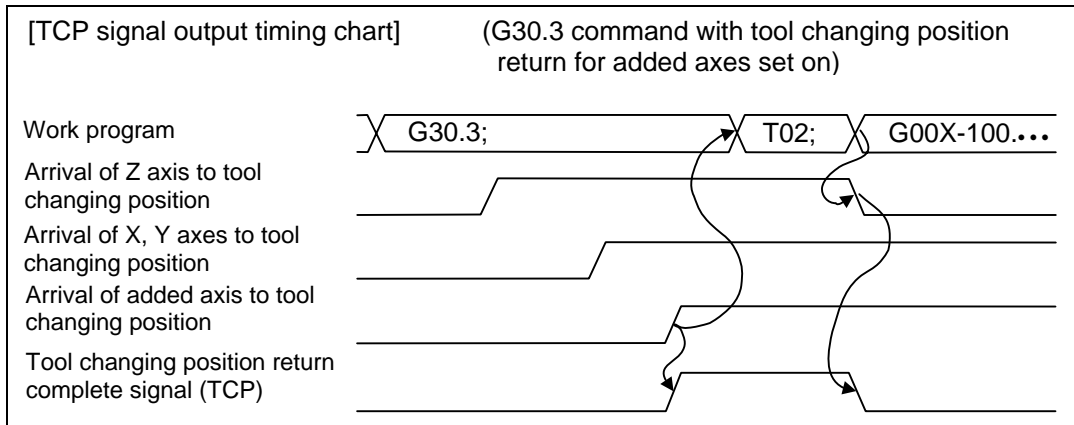 [TCP signal output timing chart] (G30.3 command with tool changing position
return for added axes set on)
Work program G30.3; T02; G00X-100.•••
Arrival of Z axis to tool
changing position
Arrival of X, Y axes to tool
changing position
Arrival of added axis to tool
changing position
Tool changing position return
complete signal (TCP)